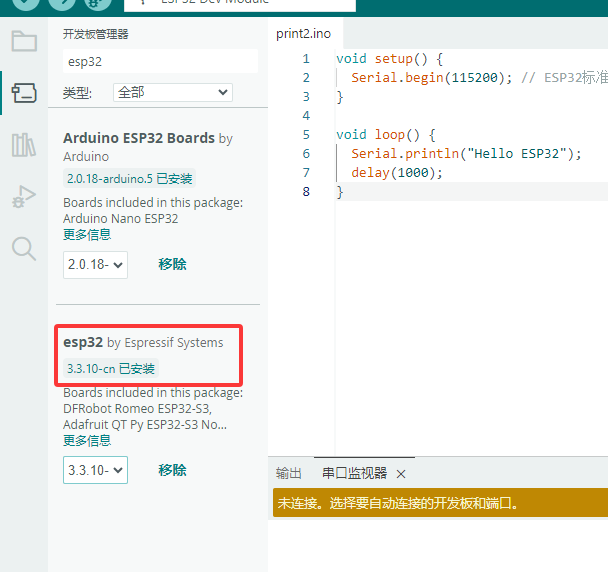 ESP32 Dev Module
开发板管理器
esp32
类型:
全部
Arduino ESP32 Boards by
Arduino
2.0.18-arduino.5 已安装
Boards included in this package:
Arduino Nano ESP32
更多信息
2.0.18-
移除
esp32 by Espressif Systems
3.3.10-cn 已安装
Boards included in this package:
DFRobot Romeo ESP32-S3,
Adafruit QT Py ESP32-S3 No...
更多信息
3.3.10-
移除
print2.ino
1 void setup() {
2 Serial.begin(115200); // ESP32标准
3 }
4
5 void loop() {
6 Serial.println("Hello ESP32");
7 delay(1000);
8 }
输出
串口监视器
未连接。选择要自动连接的开发板和端口。